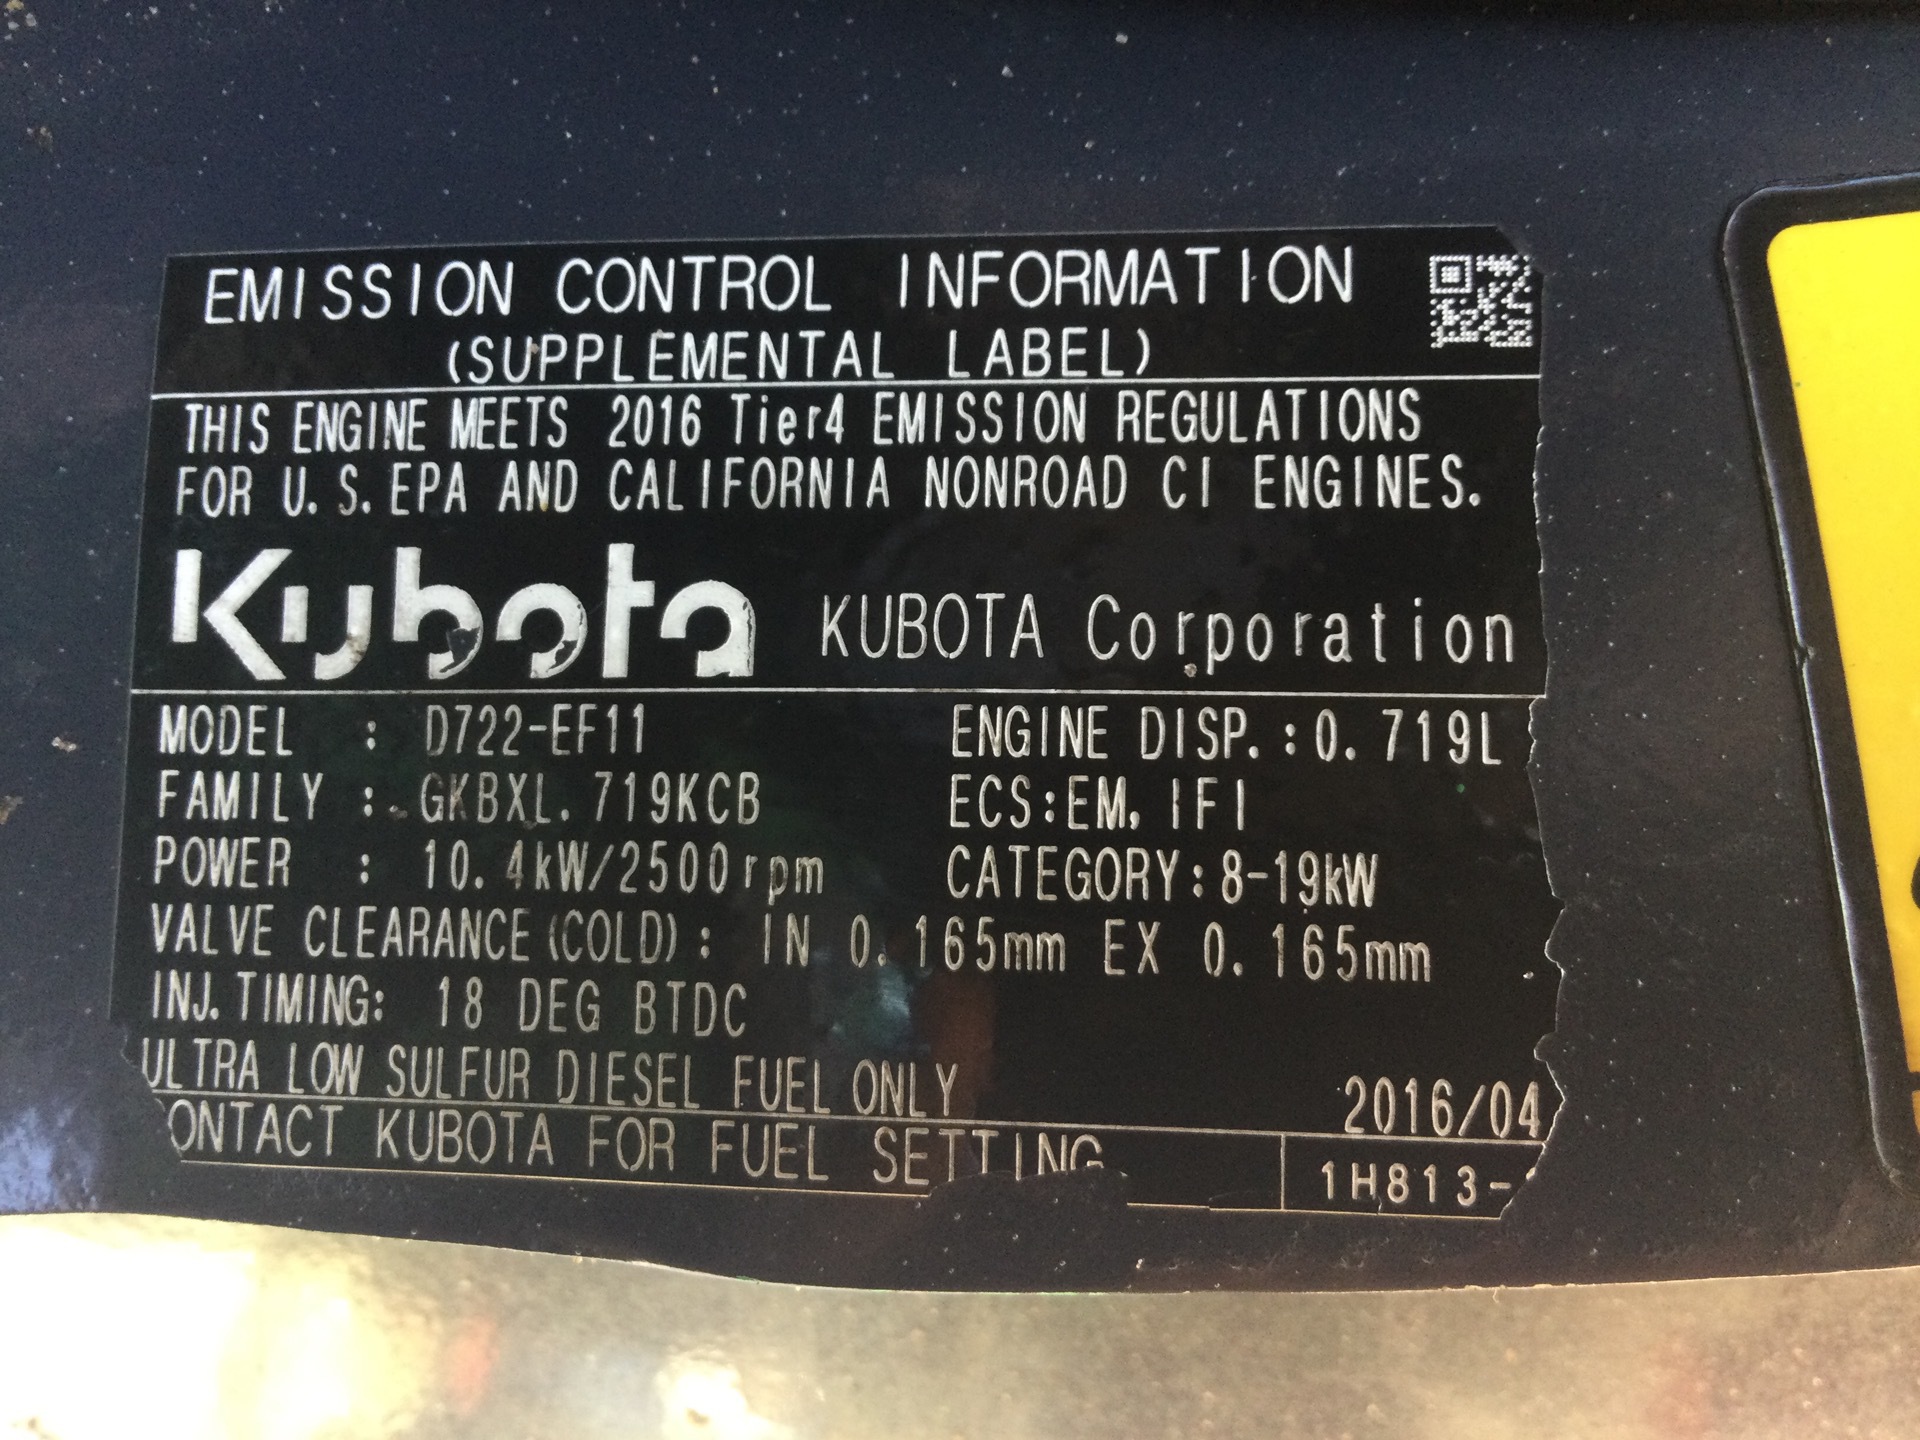 EMISSION CONTROL INFORMATION
(SUPPLEMENTAL LABEL)
THIS ENGINE MEETS 2016 Tier4 EMISSION REGULATIONS
FOR U.S.EPA AND CALIFORNIA NONROAD CI ENGINES.
Kubota KUBOTA Corporation
MODEL : D722-EF11 ENGINE DISP.:0.719L
FAMILY : GKBXL.719KCB ECS:EM, IFI
POWER : 10.4kW/2500rpm CATEGORY:8-19kW
VALVE CLEARANCE(COLD): IN 0.165mm EX 0.165mm
INJ.TIMING: 18 DEG BTDC
ULTRA LOW SULFUR DIESEL FUEL ONLY
2016/04
ONTACT KUBOTA FOR FUEL SETTING
1H813-